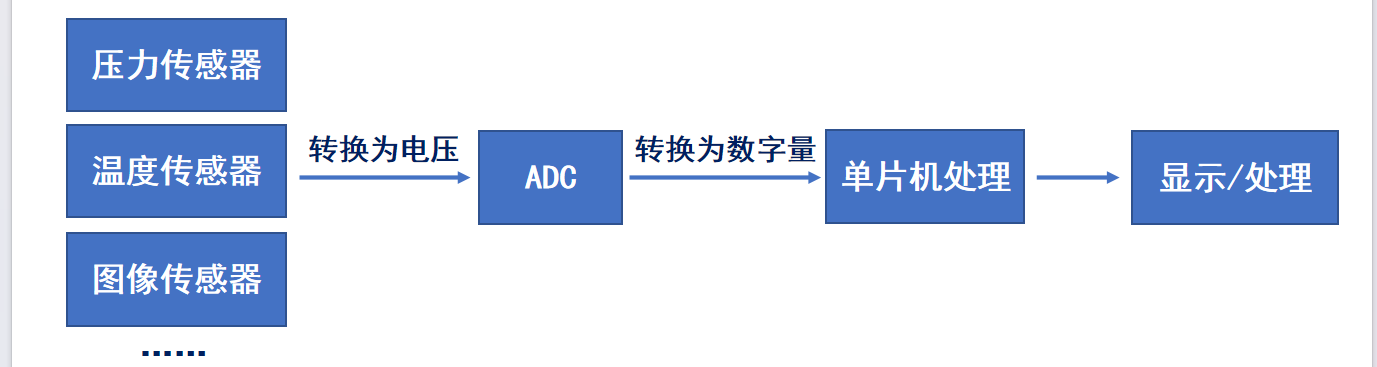 压力传感器
温度传感器
图像传感器
……
转换为电压
ADC
转换为数字量
单片机处理
显示/处理